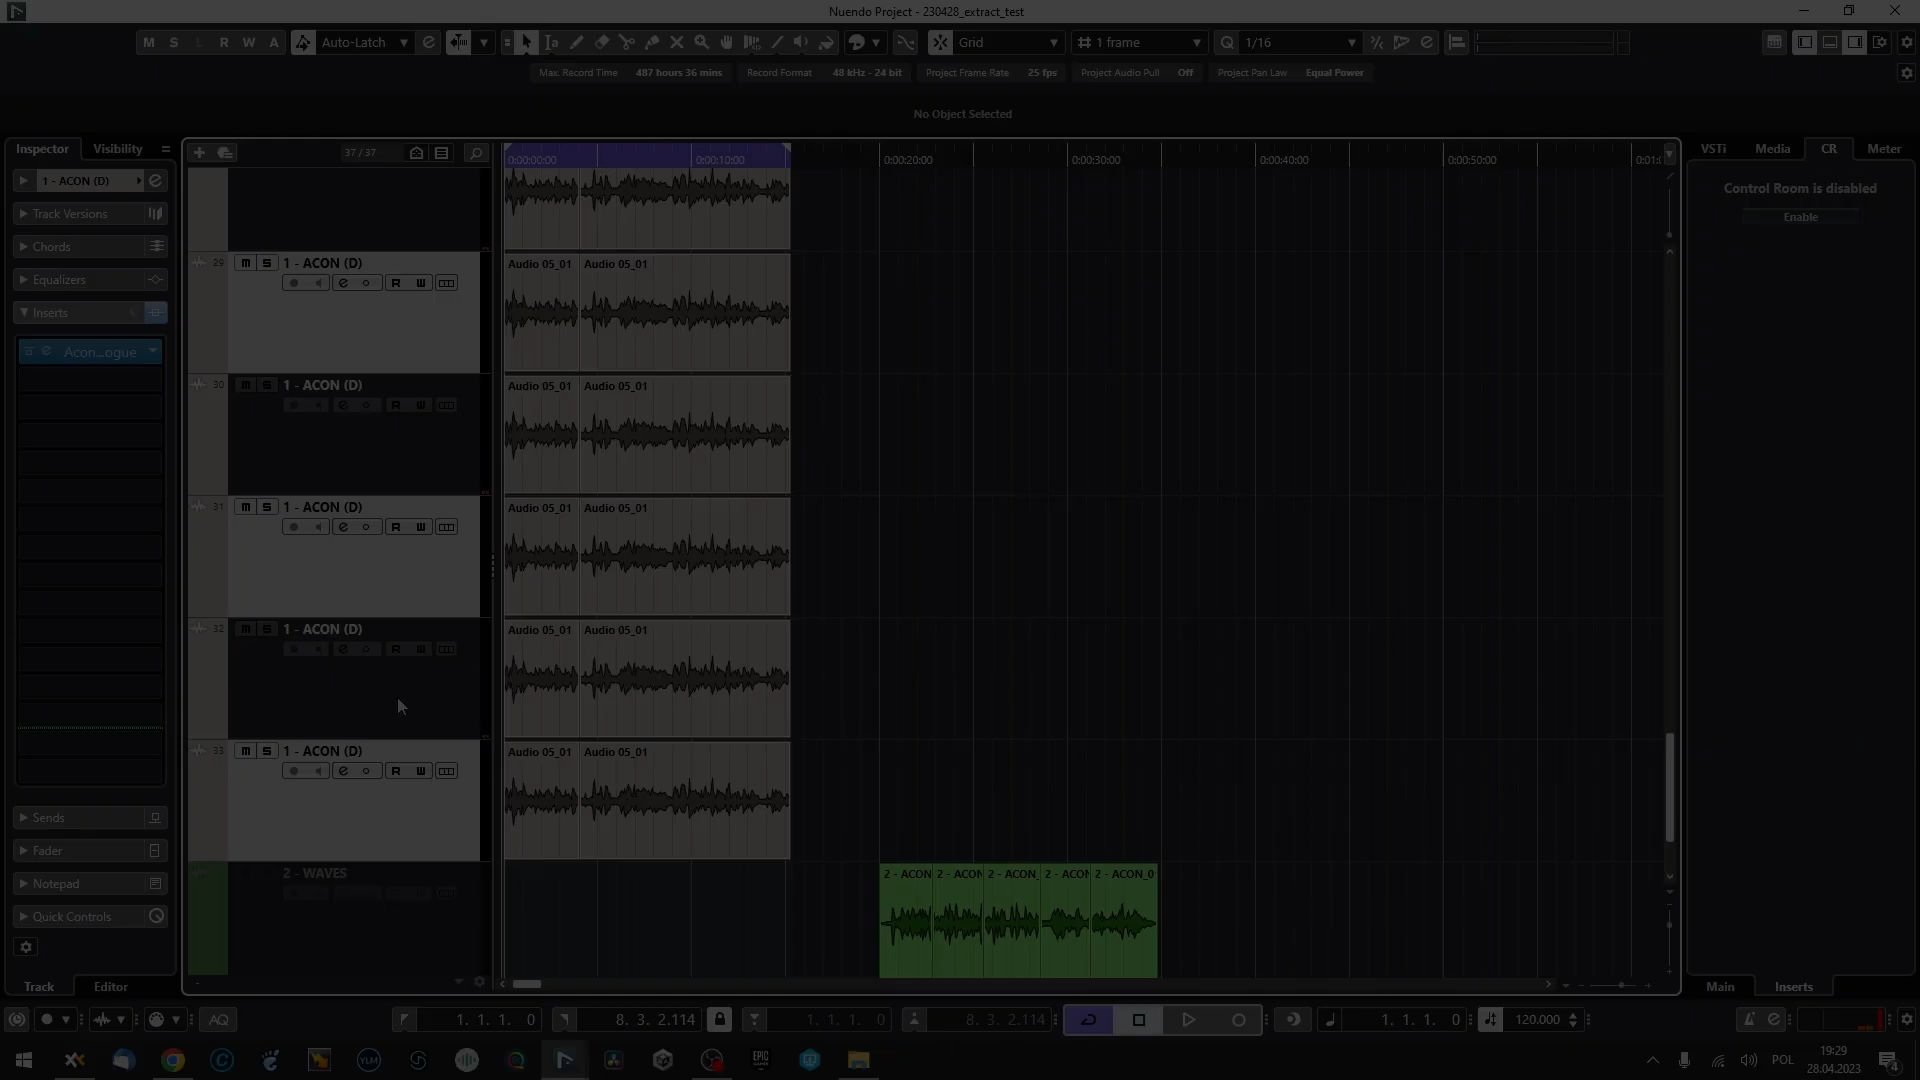 Nuendo Project - 230428_extract_test
M S L R W A Auto-Latch Grid 1 frame Q 1/16
Max. Record Time 487 hours 36 mins Record Format 48 kHz - 24 bit Project Frame Rate 25 fps Project Audio Pull Off Project Pan Law Equal Power
No Object Selected
Inspector Visibility
37 / 37
0:00:00:00 0:00:10:00 0:00:20:00 0:00:30:00 0:00:40:00 0:00:50:00
VSTi Media CR Meter
1 - ACON (D)
Control Room is disabled
Enable
Track Versions
Chords
Equalizers
Inserts
Acon...ogue
29 m S 1 - ACON (D)
R W
Audio 05_01 Audio 05_01
30 m S 1 - ACON (D)
R W
Audio 05_01 Audio 05_01
31 m S 1 - ACON (D)
R W
Audio 05_01 Audio 05_01
32 m S 1 - ACON (D)
R W
Audio 05_01 Audio 05_01
33 m S 1 - ACON (D)
R W
Audio 05_01 Audio 05_01
2 - WAVES
2 - ACON 2 - ACON 2 - ACON_ 2 - ACON 2 - ACON_0
Sends
Fader
Notepad
Quick Controls
Track Editor
Main Inserts
AQ 1. 1. 1. 0 8. 3. 2.114 1. 1. 1. 0 8. 3. 2.114 1. 1. 1. 0 120.000
YLM
EPIC
POL
19:29
28.04.2023
4